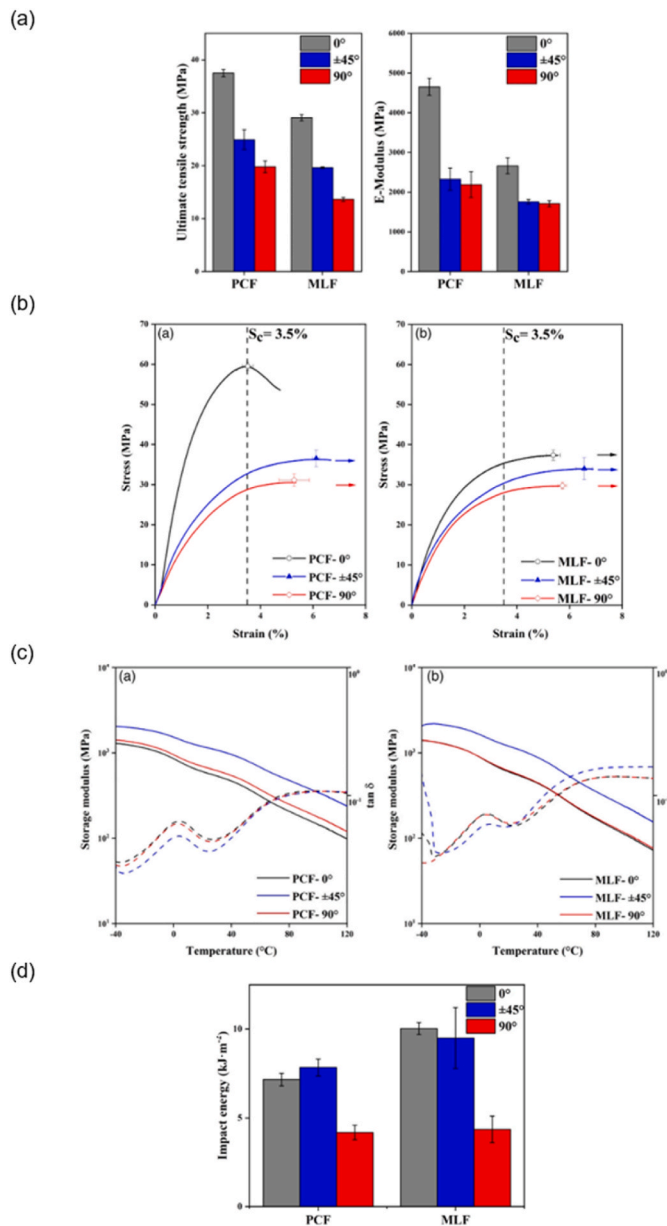 (a)
Ultimate tensile strength (MPa)
40
30
20
10
0
0°
±45°
90°
PCF
MLF
E-Modulus (MPa)
6000
5000
4000
3000
2000
1000
0
0°
±45°
90°
PCF
MLF
(b)
(a)
Sc= 3.5%
Stress (MPa)
70
60
50
40
30
20
10
0
PCF- 0°
PCF- ±45°
PCF- 90°
0 2 4 6 8
Strain (%)
(b)
Sc= 3.5%
Stress (MPa)
70
60
50
40
30
20
10
0
MLF- 0°
MLF- ±45°
MLF- 90°
0 2 4 6 8
Strain (%)
(c)
(a)
Storage modulus (MPa)
tan δ
PCF- 0°
PCF- ±45°
PCF- 90°
-40 0 40 80 120
Temperature (°C)
(b)
Storage modulus (MPa)
MLF- 0°
MLF- ±45°
MLF- 90°
-40 0 40 80 120
Temperature (°C)
(d)
Impact energy (kJ·m⁻²)
10
5
0
0°
±45°
90°
PCF
MLF